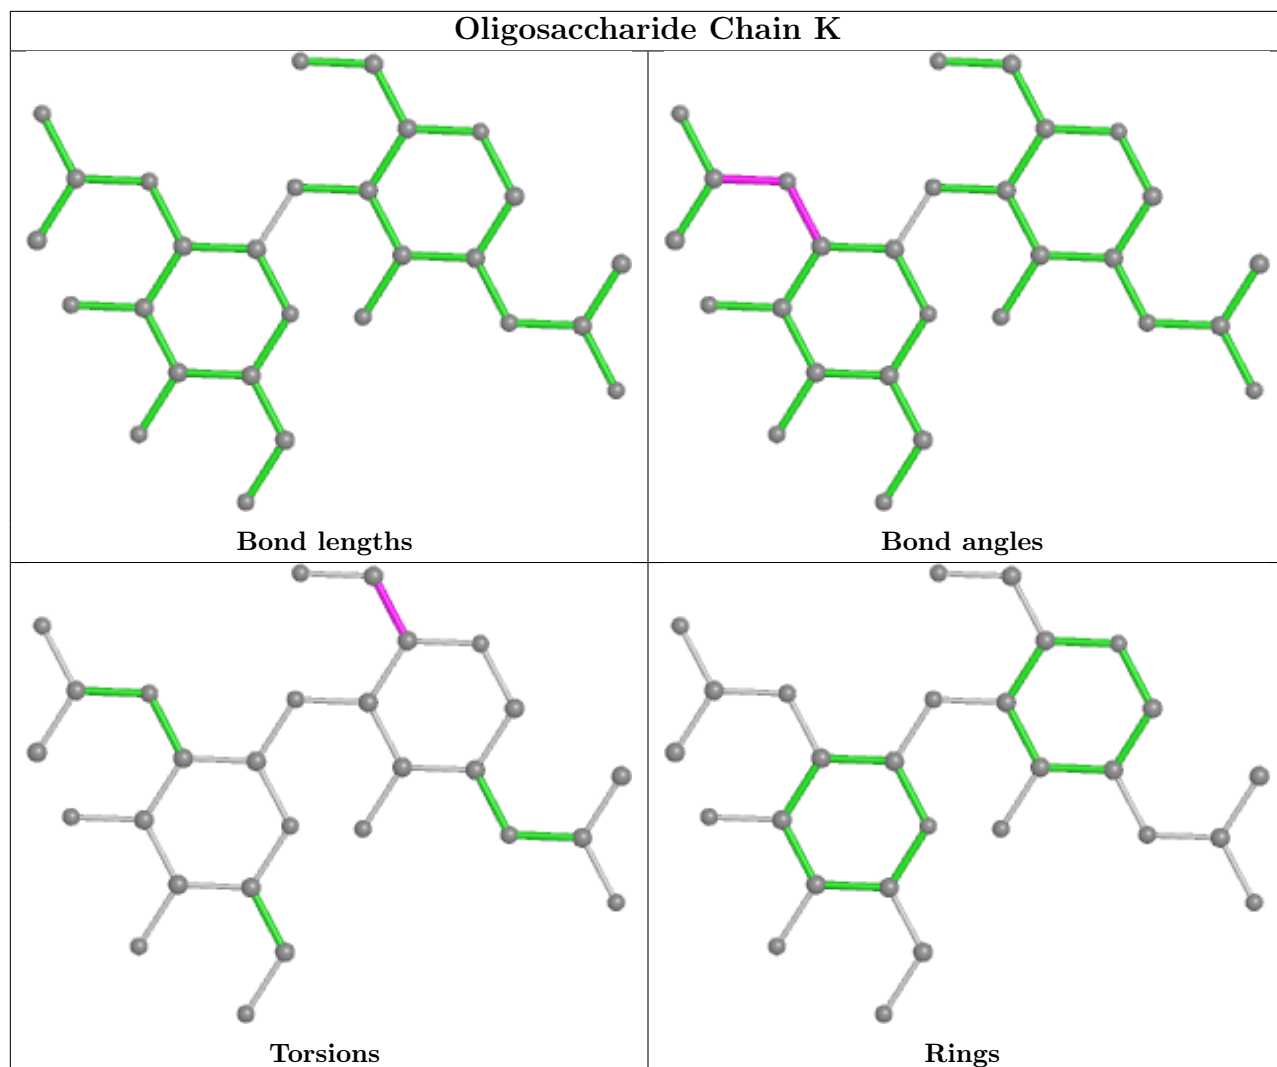 Oligosaccharide Chain K
Bond lengths
Bond angles
Torsions
Rings